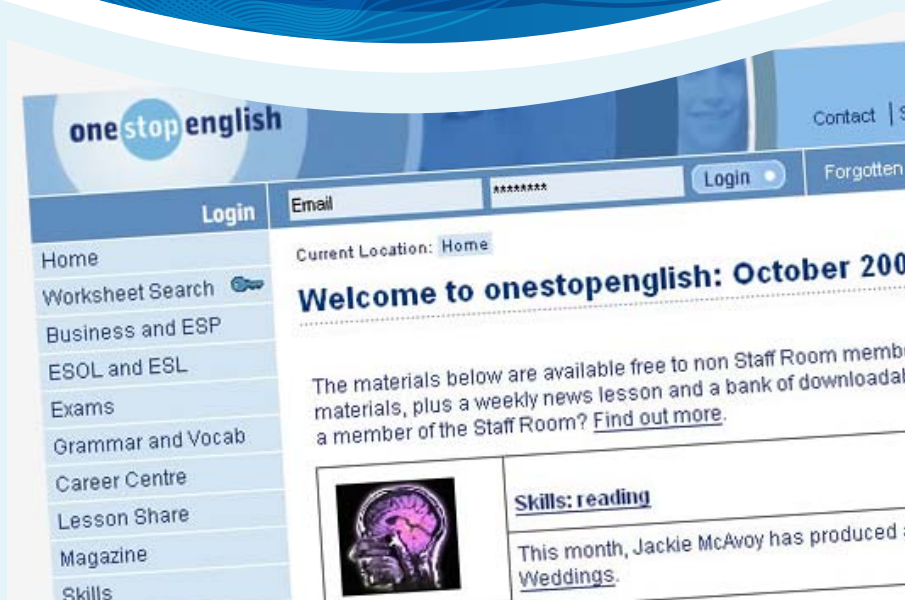 onestopenglish
Contact |
Email ******** Login Forgotten
Login
Home
Worksheet Search
Business and ESP
ESOL and ESL
Exams
Grammar and Vocab
Career Centre
Lesson Share
Magazine
Skills
Current Location: Home
Welcome to onestopenglish: October 200
The materials below are available free to non Staff Room memb
materials, plus a weekly news lesson and a bank of downloadab
a member of the Staff Room? Find out more.
Skills: reading
This month, Jackie McAvoy has produced
Weddings.